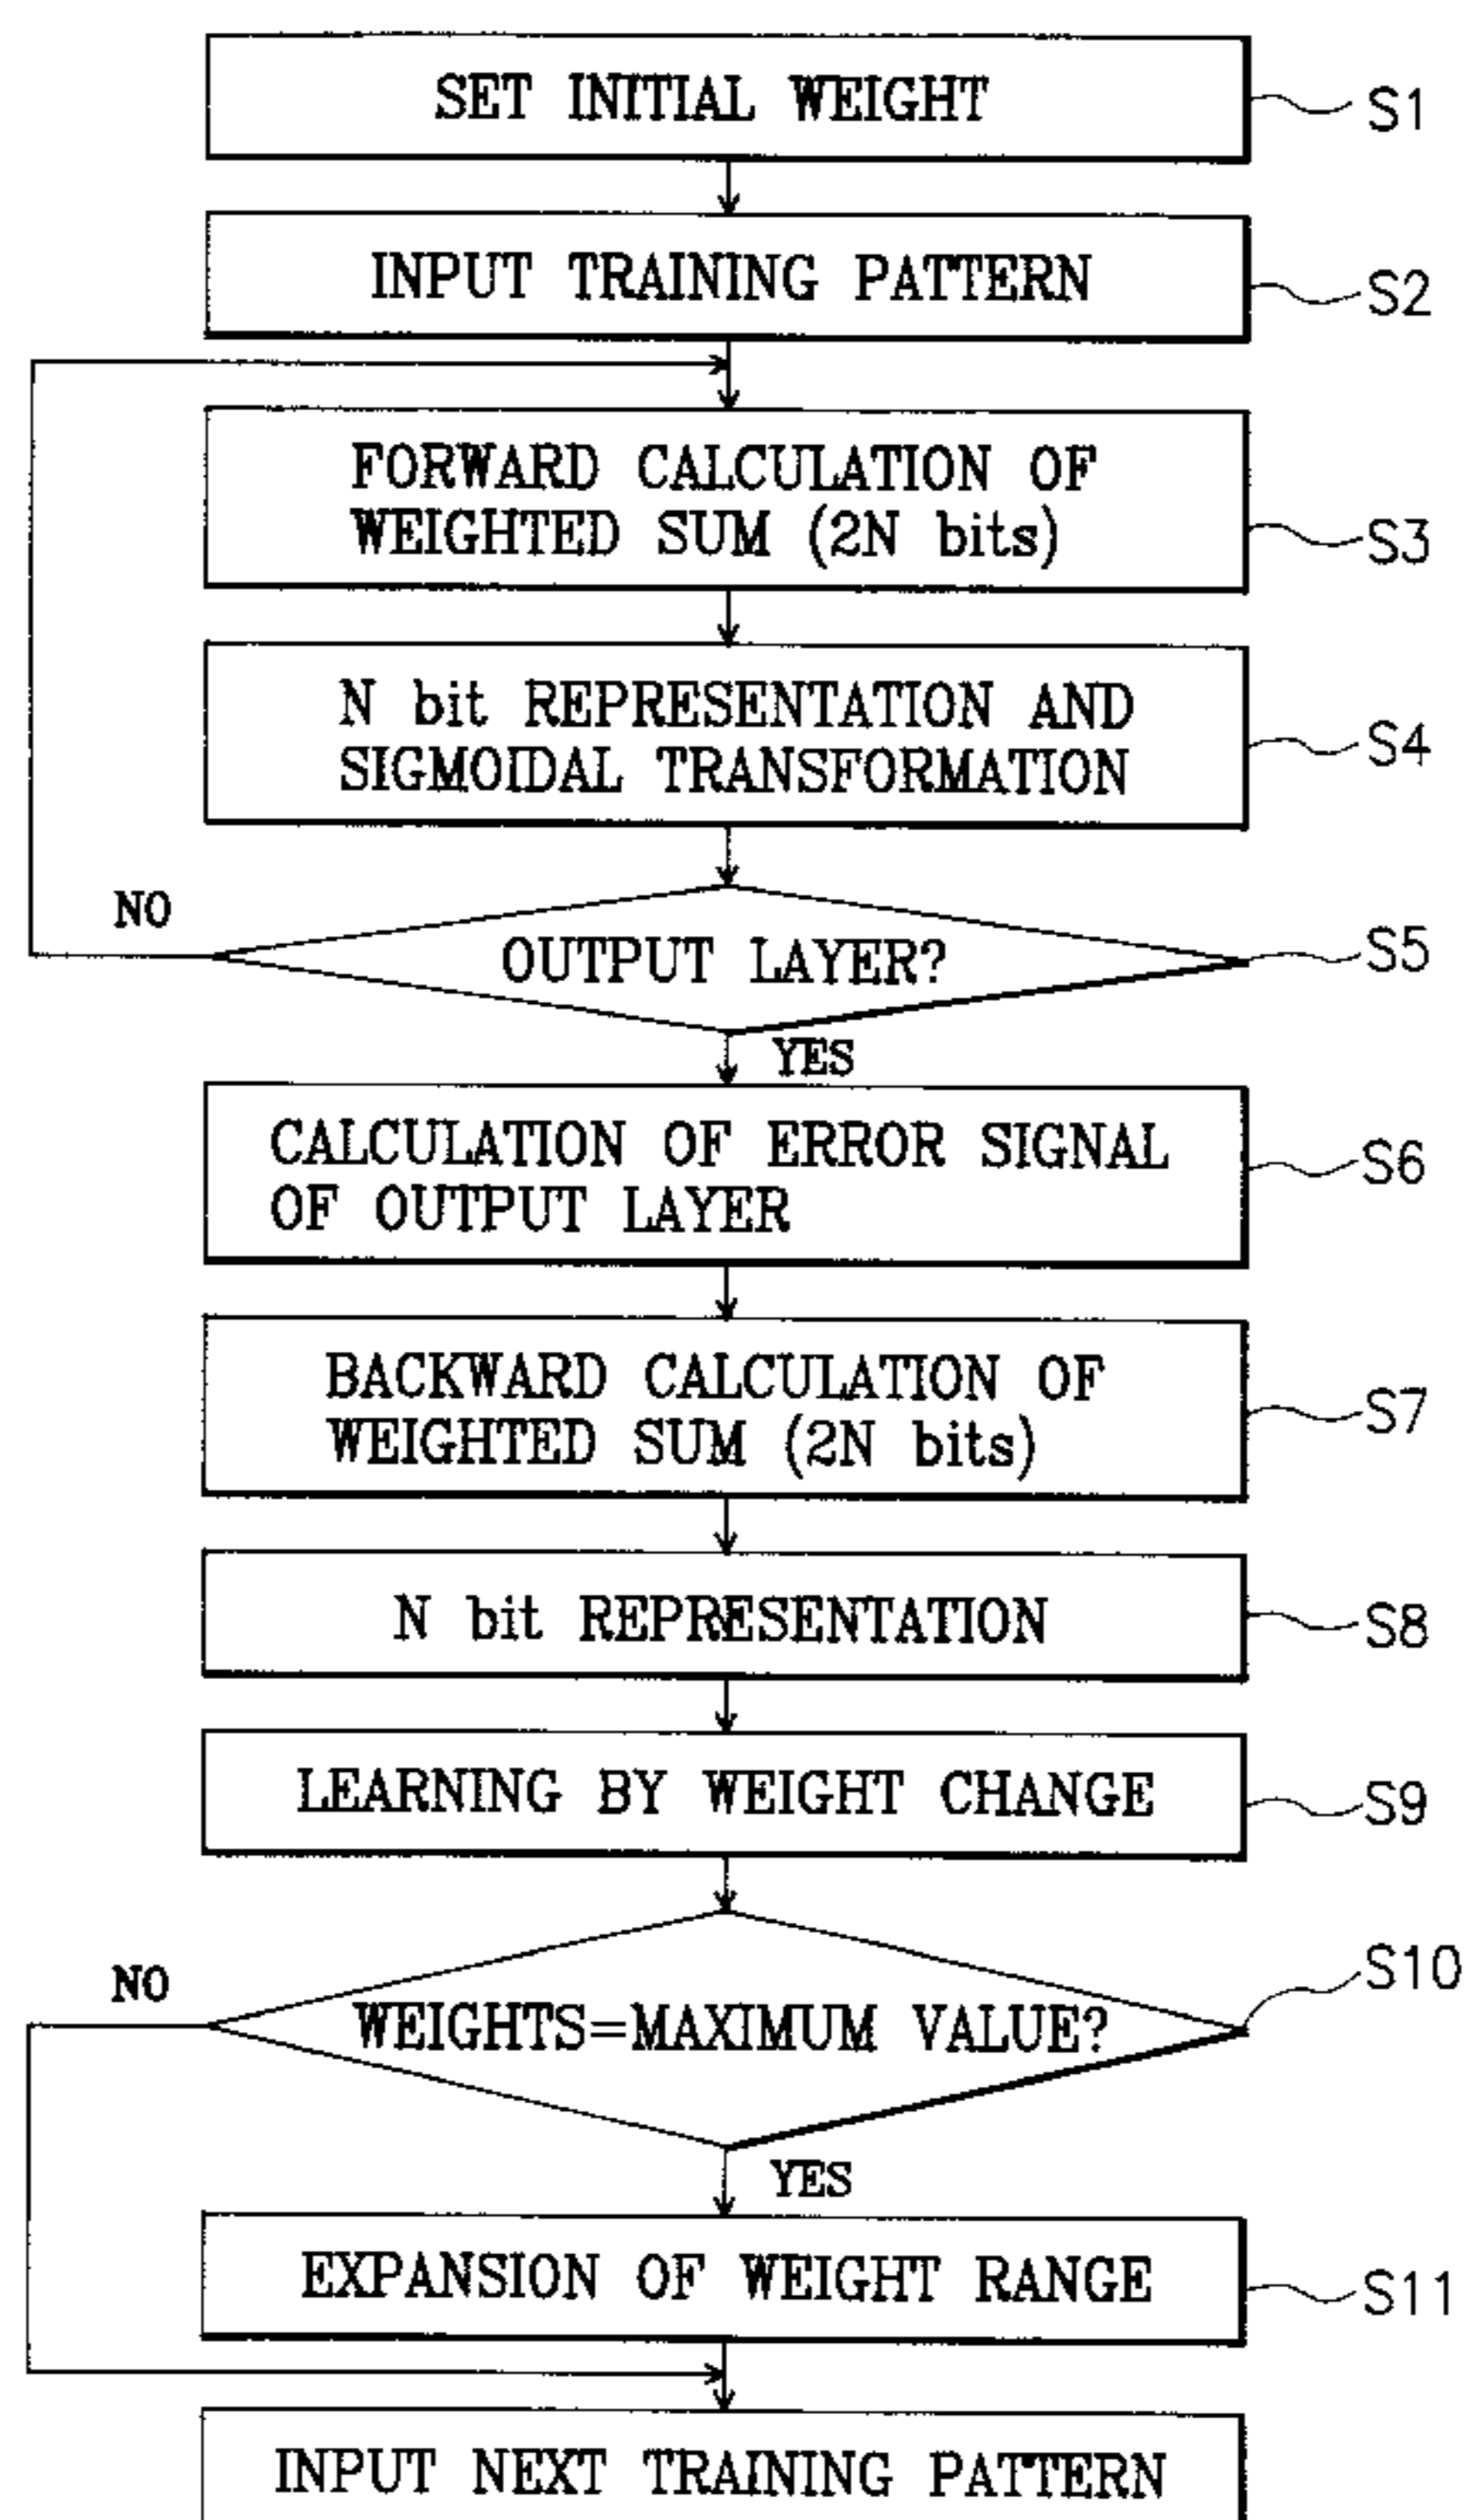 SET INITIAL WEIGHT
S1
INPUT TRAINING PATTERN
S2
FORWARD CALCULATION OF
WEIGHTED SUM (2N bits)
S3
N bit REPRESENTATION AND
SIGMOIDAL TRANSFORMATION
S4
NO
OUTPUT LAYER?
S5
YES
CALCULATION OF ERROR SIGNAL
OF OUTPUT LAYER
S6
BACKWARD CALCULATION OF
WEIGHTED SUM (2N bits)
S7
N bit REPRESENTATION
S8
LEARNING BY WEIGHT CHANGE
S9
NO
WEIGHTS=MAXIMUM VALUE?
S10
YES
EXPANSION OF WEIGHT RANGE
S11
INPUT NEXT TRAINING PATTERN